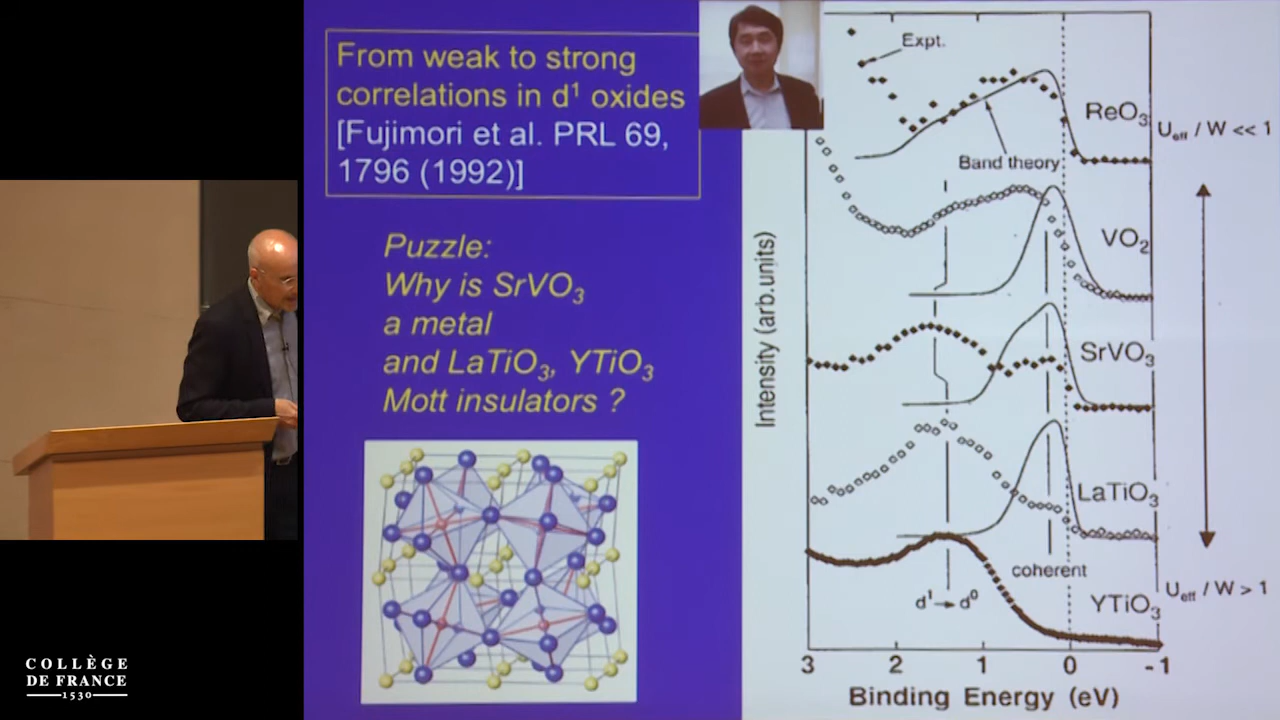 From weak to strong
correlations in d¹ oxides
[Fujimori et al. PRL 69,
1796 (1992)]
Puzzle:
Why is SrVO₃
a metal
and LaTiO₃, YTiO₃
Mott insulators ?
COLLÈGE
DE FRANCE
1530
Expt.
ReO₃
Band theory
VO₂
SrVO₃
LaTiO₃
coherent
d¹→d⁰
YTiO₃
Intensity (arb.units)
3 2 1 0 -1
Binding Energy (eV)
U_eff / W << 1
U_eff / W > 1